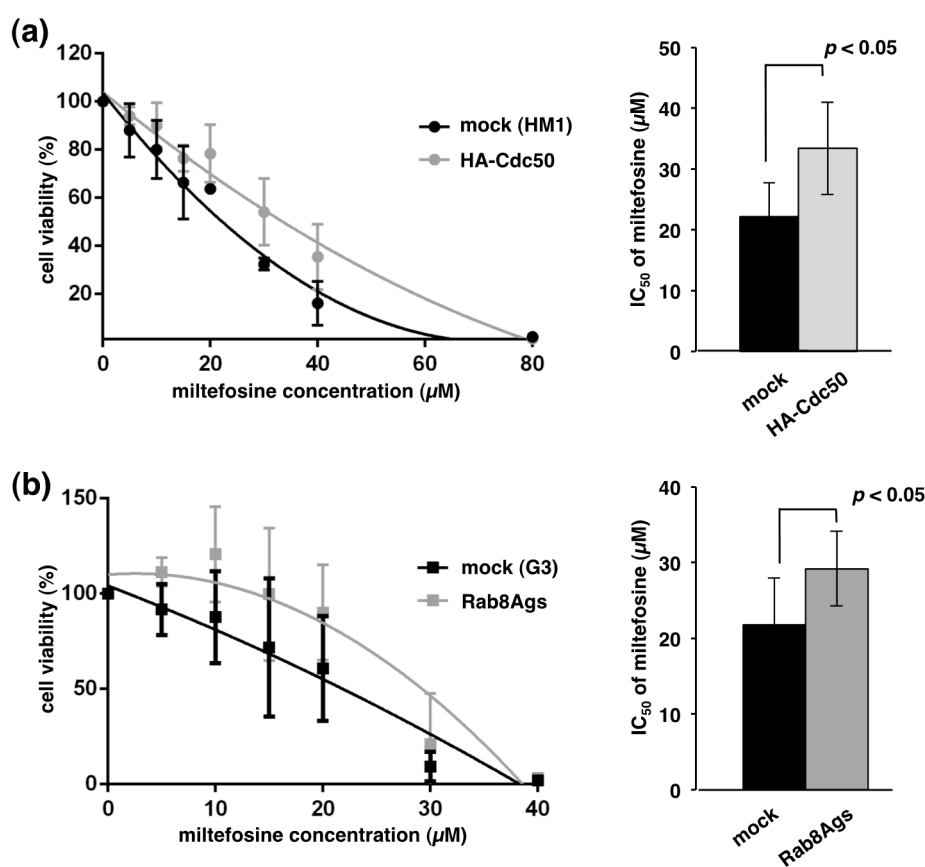 (a)
120
100
80
60
40
20
0
20
40
60
80
cell viability (%)
miltefosine concentration (µM)
mock (HM1)
HA-Cdc50
50
40
30
20
10
0
IC50 of miltefosine (µM)
p < 0.05
mock
HA-Cdc50
(b)
150
100
50
0
0
10
20
30
40
cell viability (%)
miltefosine concentration (µM)
mock (G3)
Rab8Ags
40
30
20
10
0
IC50 of miltefosine (µM)
p < 0.05
mock
Rab8Ags